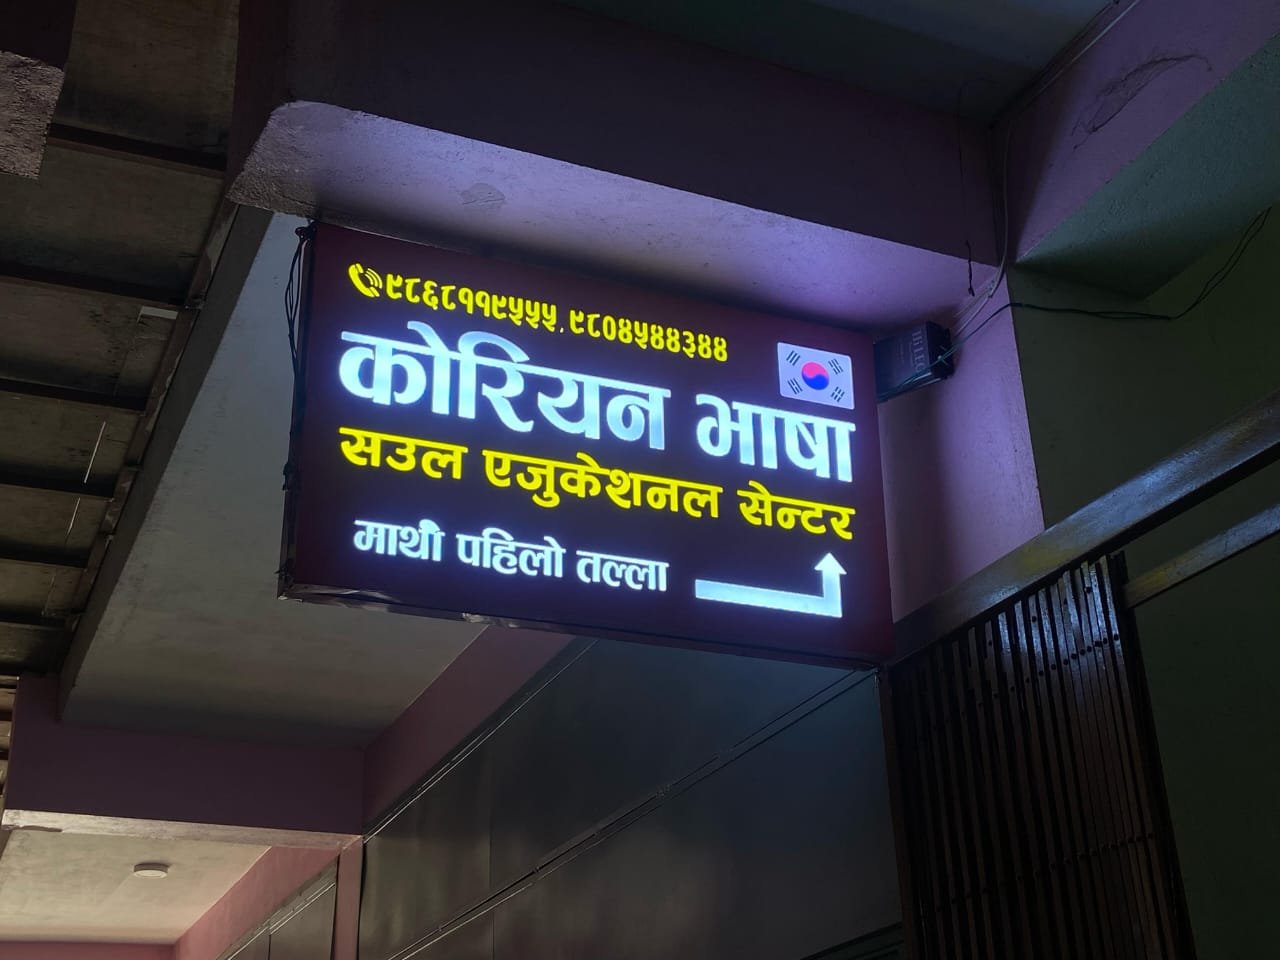 ९८६८११९५५५, ९८०४५४४३४४
कोरियन भाषा
सउल एजुकेशनल सेन्टर
माथी पहिलो तल्ला